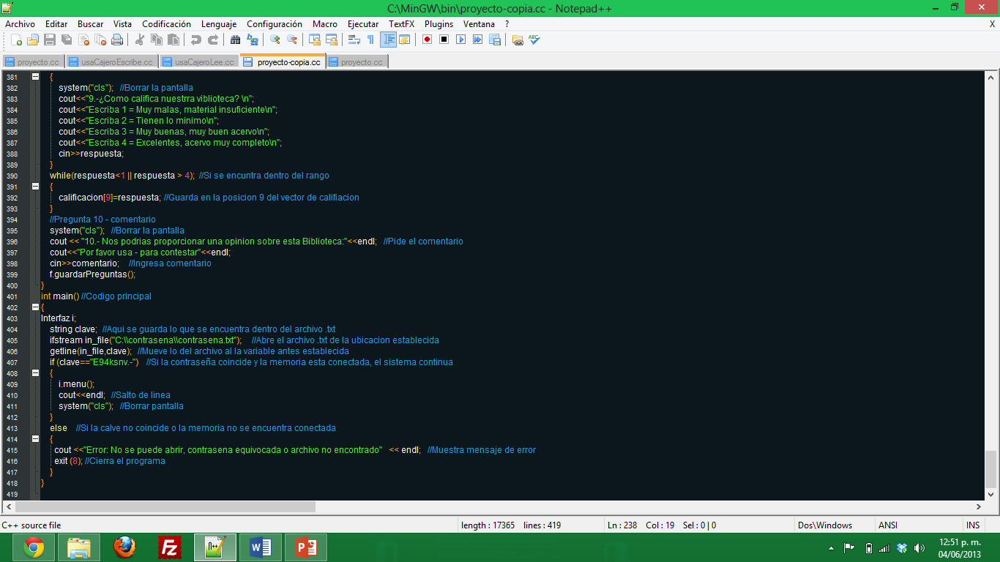 C:\MinGW\bin\proyecto-copia.cc - Notepad++
Archivo Editar Buscar Vista Codificación Lenguaje Configuración Macro Ejecutar TextFX Plugins Ventana ? X
proyecto.cc usaCajeroEscribe.cc usaCajeroLee.cc proyecto-copia.cc proyecto.cc
381 {
382 system("cls"); //Borrar la pantalla
383 cout<<"9.-¿Como califica nuestrra viblioteca? \n";
384 cout<<"Escriba 1 = Muy malas, material insuficiente\n";
385 cout<<"Escriba 2 = Tienen lo minimo\n";
386 cout<<"Escriba 3 = Muy buenas, muy buen acervo\n";
387 cout<<"Escriba 4 = Excelentes, acervo muy completo\n";
388 cin>>respuesta;
389 }
390 while(respuesta<1 || respuesta > 4); //Si se encuntra dentro del rango
391 {
392 calificacion[9]=respuesta; //Guarda en la posicion 9 del vector de califiacion
393 }
394 //Pregunta 10 - comentario
395 system("cls"); //Borrar la pantalla
396 cout << "10.- Nos podrias proporcionar una opinion sobre esta Biblioteca:"<<endl; //Pide el comentario
397 cout<<"Por favor usa - para contestar"<<endl;
398 cin>>comentario; //Ingresa comentario
399 f.guardarPreguntas();
400 }
401 int main() //Codigo principal
402 {
403 Interfaz i;
404 string clave; //Aqui se guarda lo que se encuentra dentro del archivo .txt
405 ifstream in_file("C:\\contrasena\\contrasena.txt"); //Abre el archivo .txt de la ubicacion establecida
406 getline(in_file,clave); //Mueve lo del archivo al la variable antes establecida
407 if (clave=="E94ksnv.-") //Si la contraseña coincide y la memoria esta conectada, el sistema continua
408 {
409 i.menu();
410 cout<<endl; //Salto de linea
411 system("cls"); //Borrar pantalla
412 }
413 else //Si la calve no coincide o la memoria no se encuentra conectada
414 {
415 cout <<"Error: No se puede abrir, contrasena equivocada o archivo no encontrado" << endl; //Muestra mensaje de error
416 exit (8); //Cierra el programa
417 }
418 }
419
C++ source file length : 17365 lines : 419 Ln : 238 Col : 19 Sel : 0 | 0 Dos\Windows ANSI INS
12:51 p. m.
04/06/2013